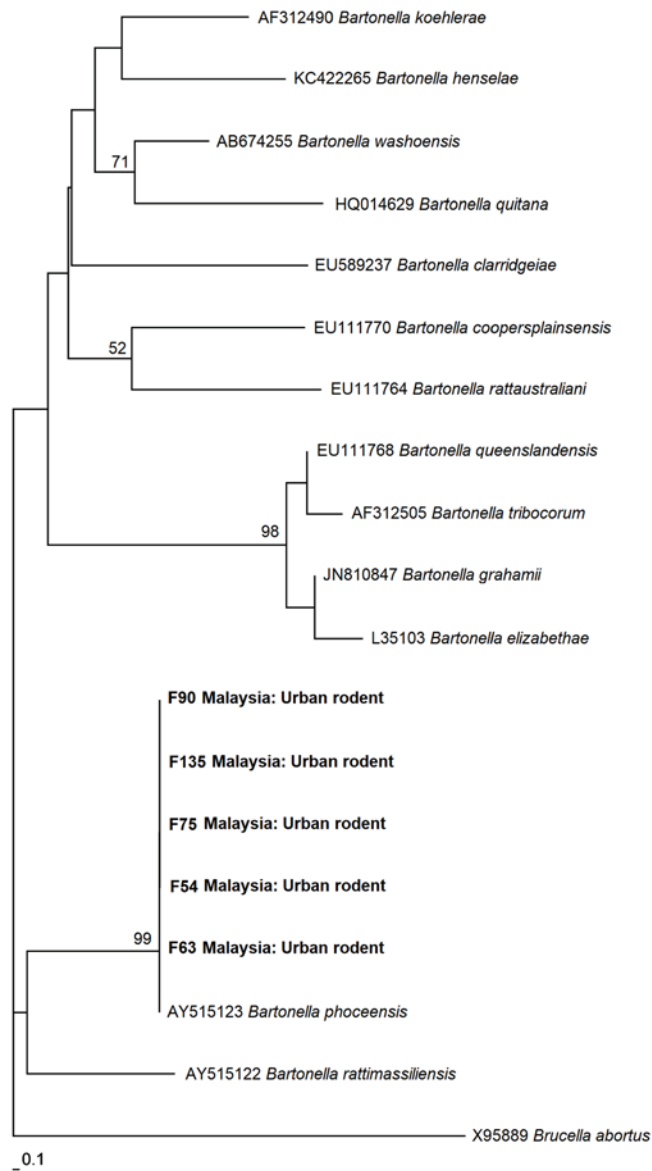 AF312490 Bartonella koehlerae
KC422265 Bartonella henselae
AB674255 Bartonella washoensis
71
HQ014629 Bartonella quitana
EU589237 Bartonella clarridgeiae
EU111770 Bartonella coopersplainsensis
52
EU111764 Bartonella rattaustraliani
EU111768 Bartonella queenslandensis
AF312505 Bartonella tribocorum
98
JN810847 Bartonella grahamii
L35103 Bartonella elizabethae
F90 Malaysia: Urban rodent
F135 Malaysia: Urban rodent
F75 Malaysia: Urban rodent
F54 Malaysia: Urban rodent
99
F63 Malaysia: Urban rodent
AY515123 Bartonella phoceensis
AY515122 Bartonella rattimassiliensis
X95889 Brucella abortus
0.1